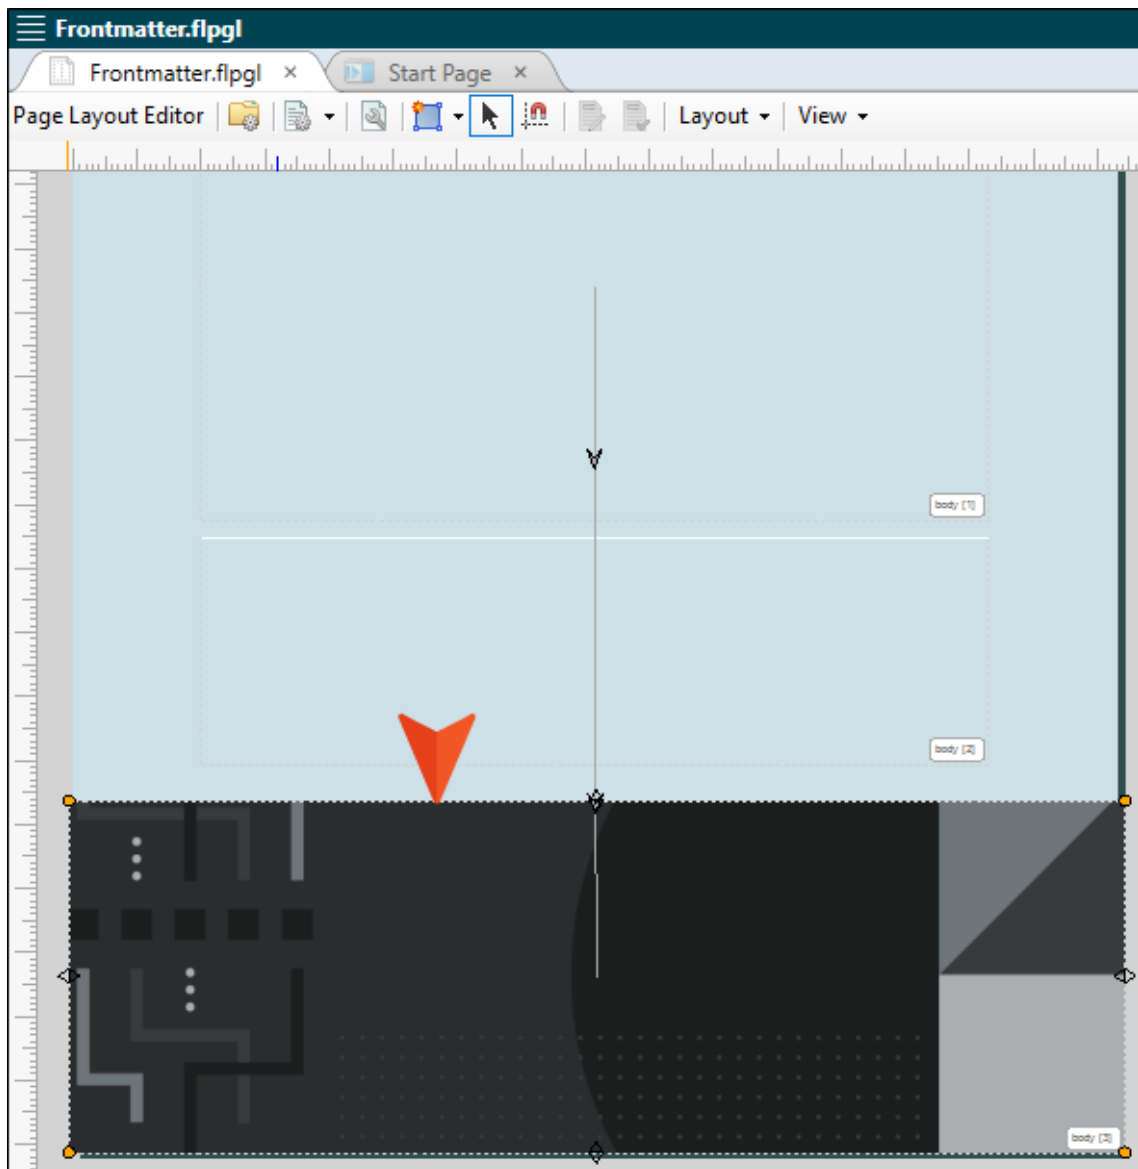 Frontmatter.flpgl
Frontmatter.flpgl × Start Page ×
Page Layout Editor Layout View
body [1]
body [2]
body [3]